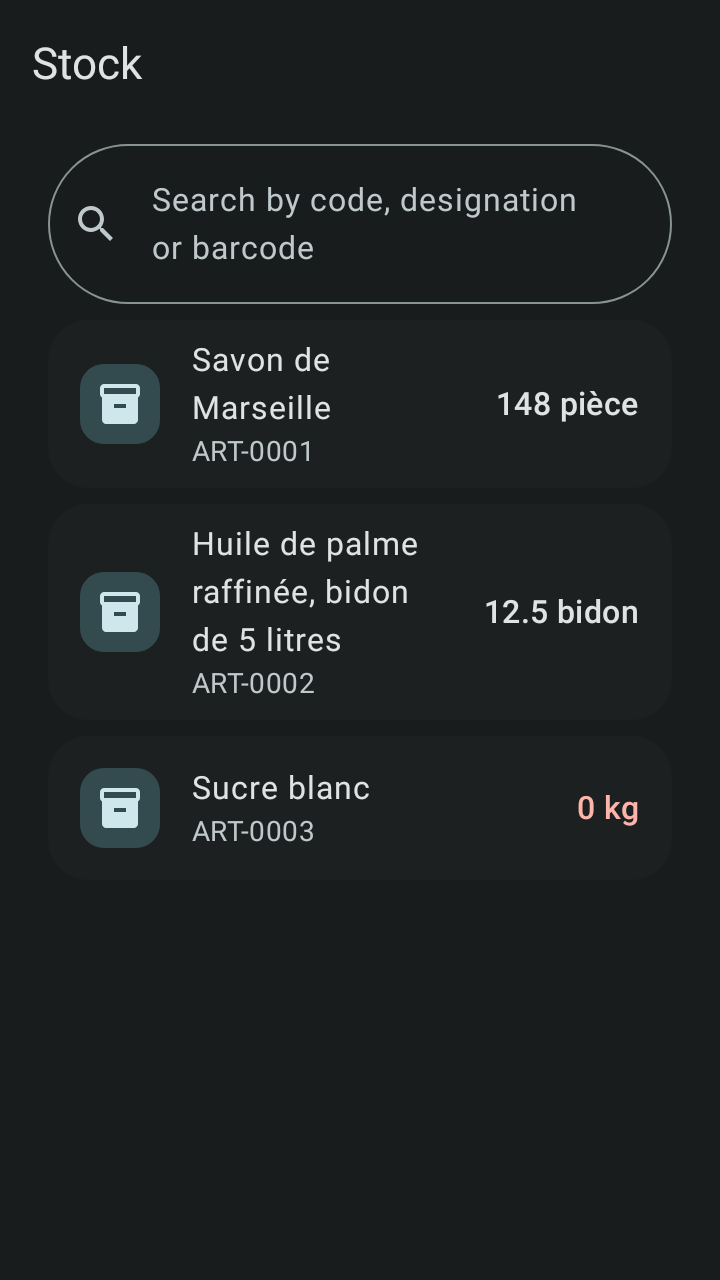 Stock
Search by code, designation
or barcode
Savon de
Marseille
ART-0001
148 pièce
Huile de palme
raffinée, bidon
de 5 litres
ART-0002
12.5 bidon
Sucre blanc
ART-0003
0 kg